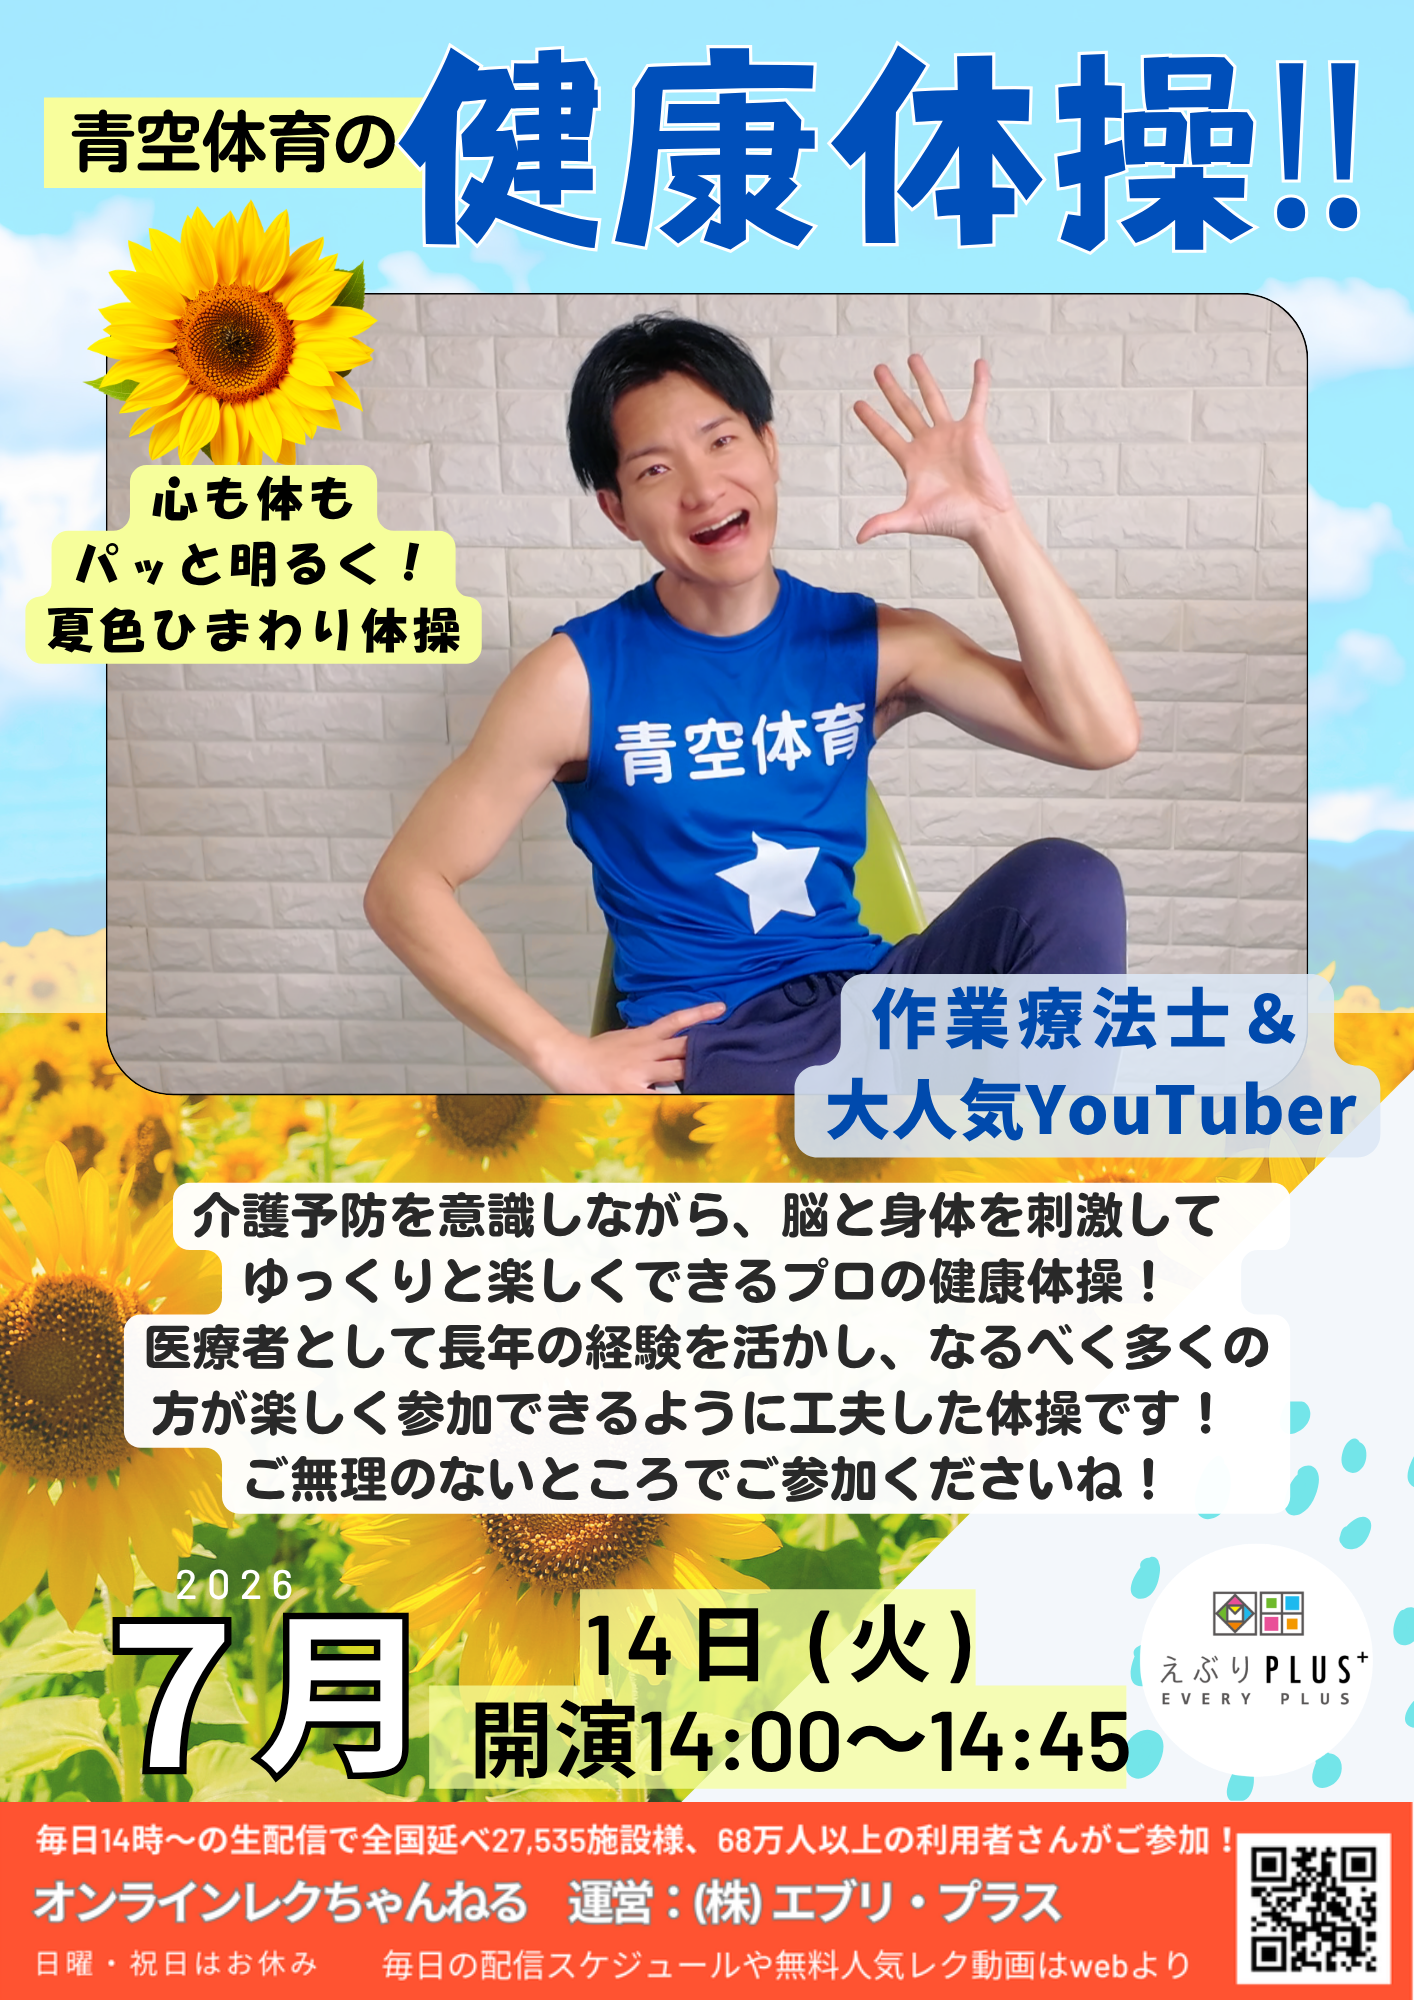 青空体育の健康体操!!
心も体も
パッと明るく！
夏色ひまわり体操
青空体育
作業療法士＆
大人気YouTuber
介護予防を意識しながら、脳と身体を刺激して
ゆっくりと楽しくできるプロの健康体操！
医療者として長年の経験を活かし、なるべく多くの
方が楽しく参加できるように工夫した体操です！
ご無理のないところでご参加くださいね！
2026
7月
14日（火）
開演14:00〜14:45
えぶりPLUS+
EVERY PLUS
毎日14時〜の生配信で全国延べ27,535施設様、68万人以上の利用者さんがご参加！
オンラインレクちゃんねる　運営：(株) エブリ・プラス
日曜・祝日はお休み　毎日の配信スケジュールや無料人気レク動画はwebより